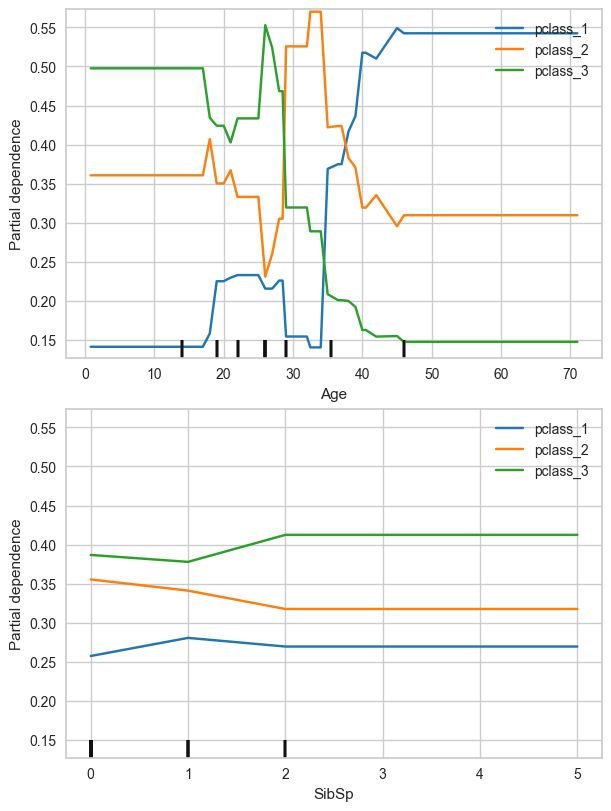 0.55
0.50
0.45
0.40
0.35
0.30
0.25
0.20
0.15
Partial dependence
pclass_1
pclass_2
pclass_3
0 10 20 30 40 50 60 70
Age
0.55
0.50
0.45
0.40
0.35
0.30
0.25
0.20
0.15
Partial dependence
pclass_1
pclass_2
pclass_3
0 1 2 3 4 5
SibSp